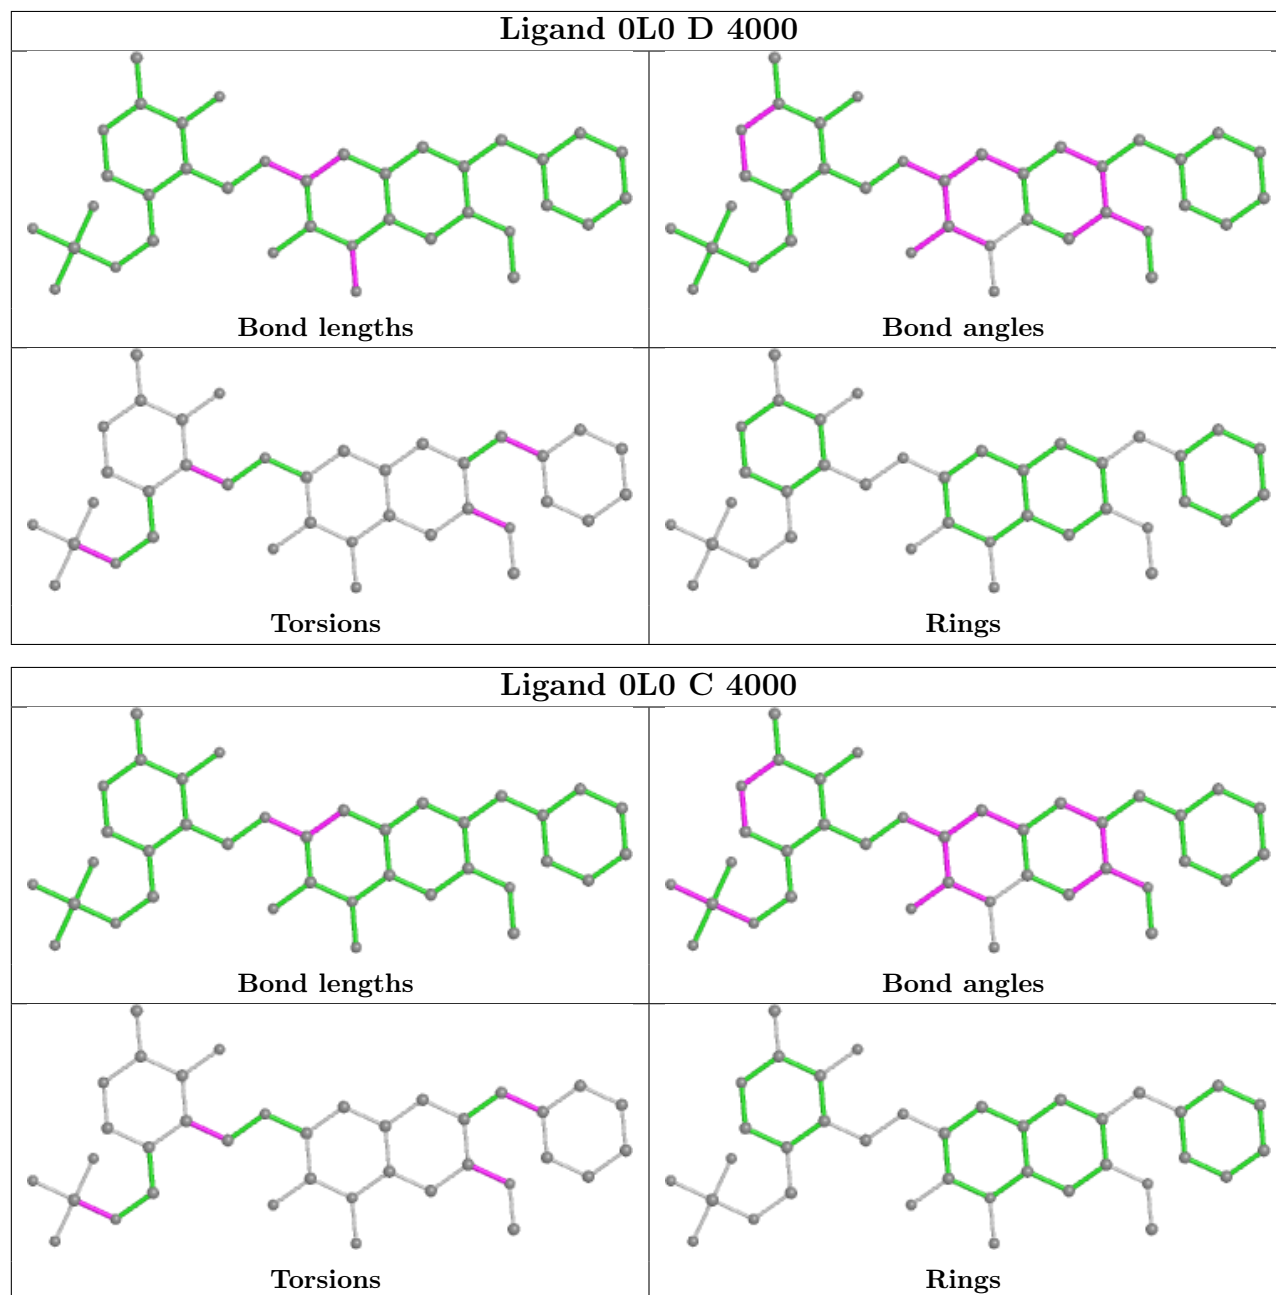 Ligand 0L0 D 4000
Bond lengths
Bond angles
Torsions
Rings
Ligand 0L0 C 4000
Bond lengths
Bond angles
Torsions
Rings